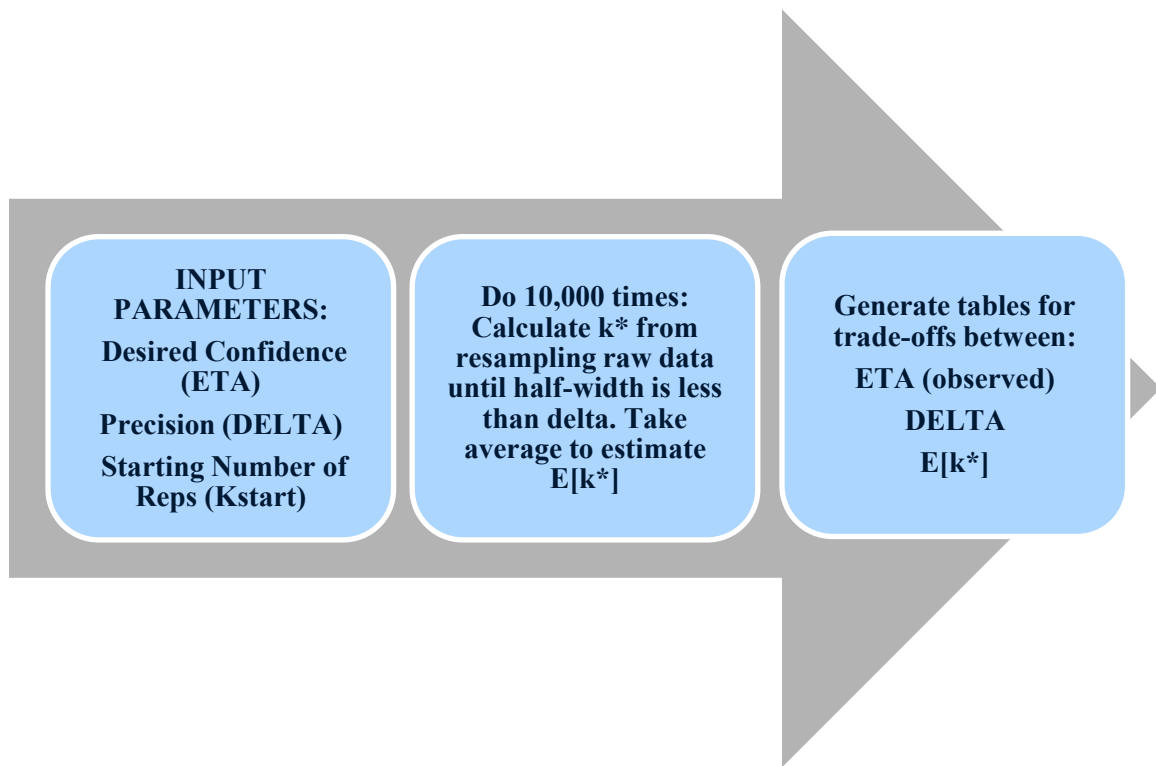 INPUT
PARAMETERS:
Desired Confidence
(ETA)
Precision (DELTA)
Starting Number of
Reps (Kstart)
Do 10,000 times:
Calculate k* from
resampling raw data
until half-width is less
than delta. Take
average to estimate
E[k*]
Generate tables for
trade-offs between:
ETA (observed)
DELTA
E[k*]